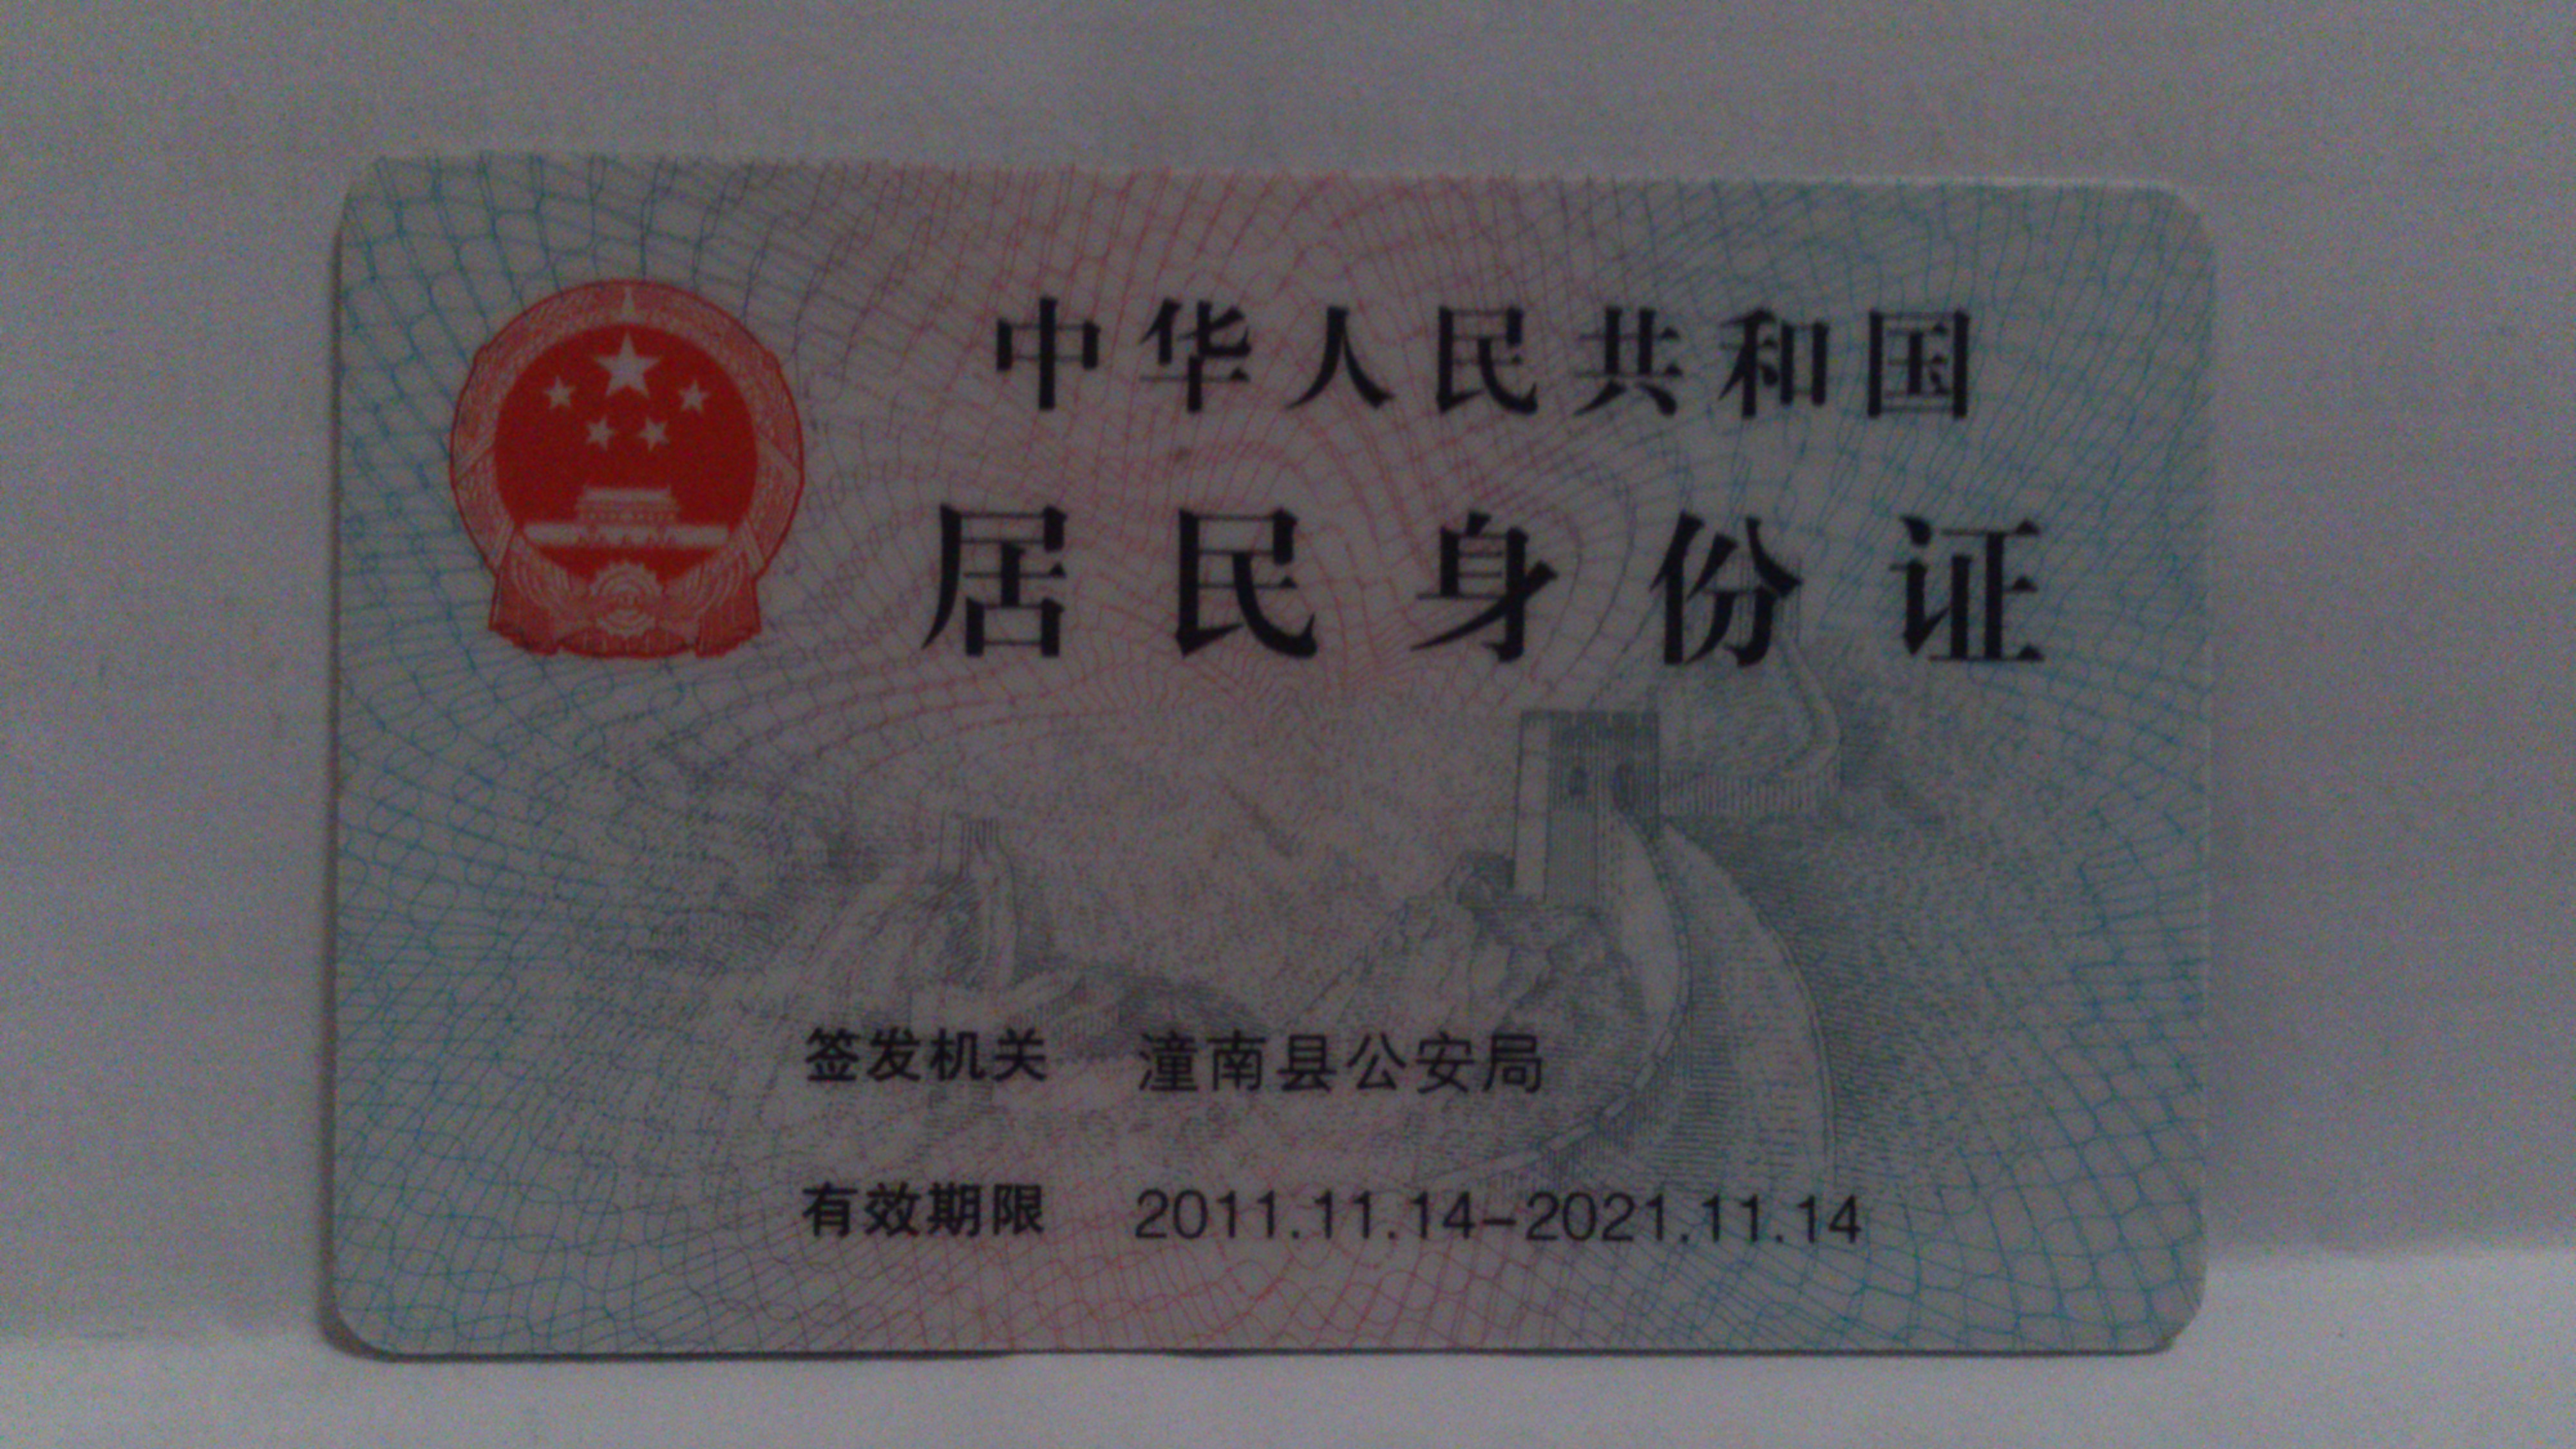 中华人民共和国
居民身份证
签发机关 潼南县公安局
有效期限 2011.11.14-2021.11.14